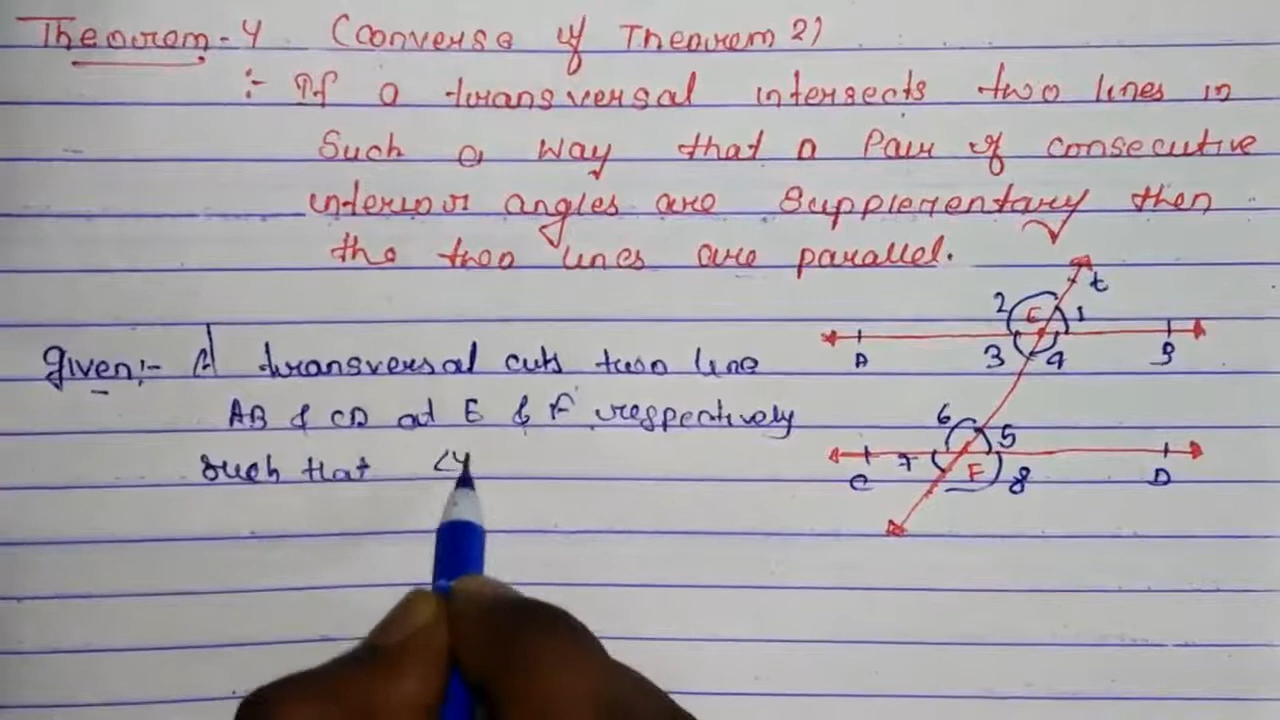 Theorem-4 (Converse of Theorem 2)
:- If a transversal intersects two lines in
Such a way that a Pair of consecutive
interior angles are Supplementary then
the two lines are parallel.
t
2 E 1
A 3 4 B
Given:- A transversal cuts two line
AB & CD at E & F respectively
such that ∠4
6 5
C 7 F 8 D